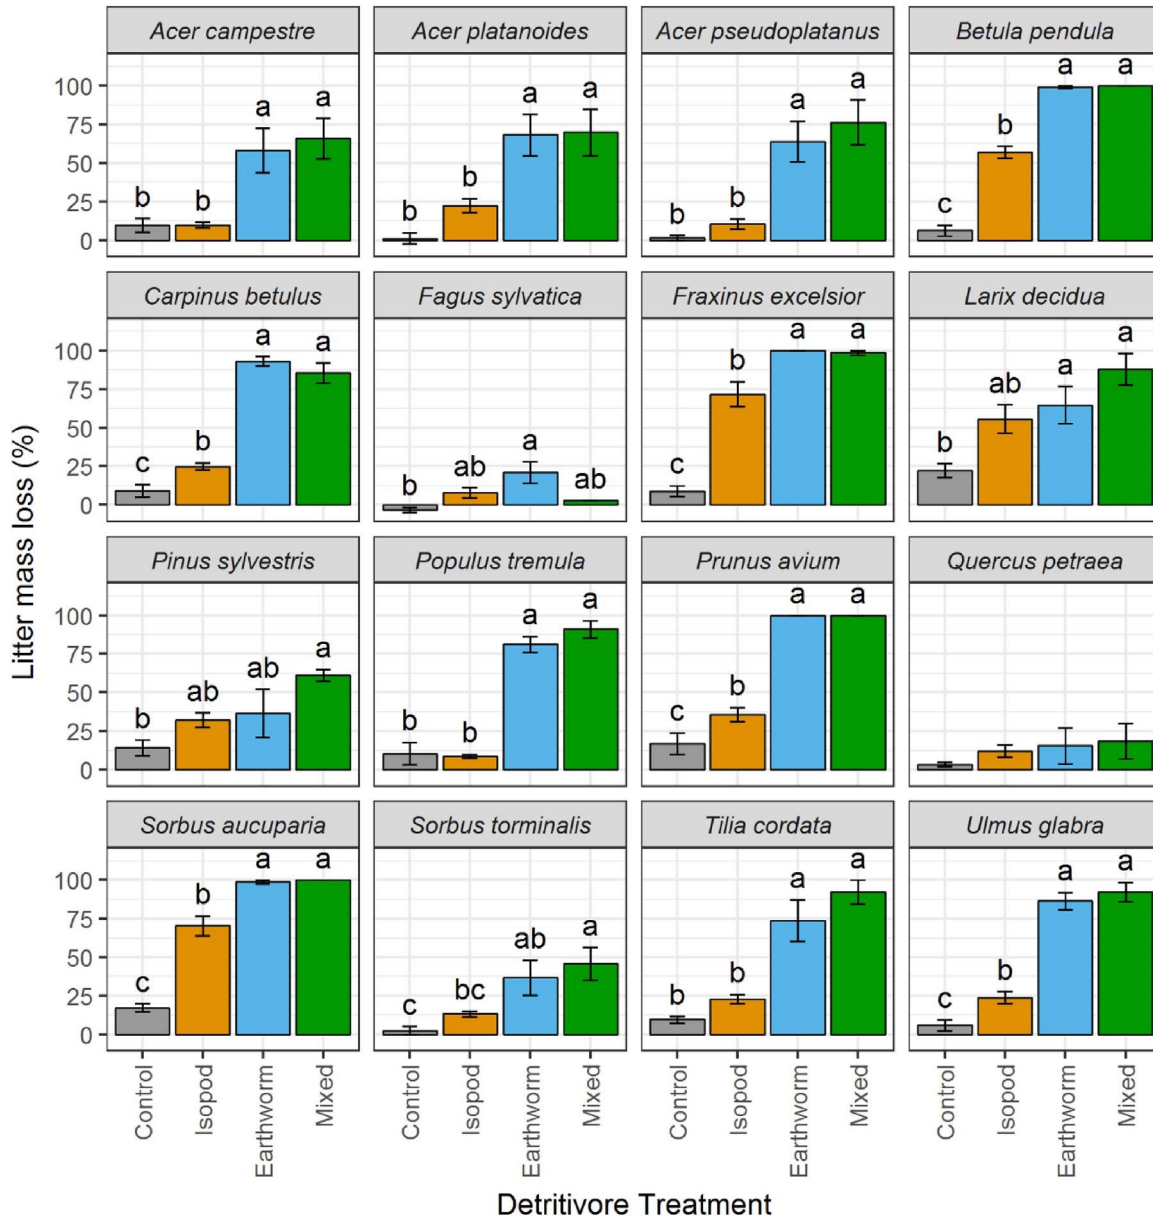 Acer campestre Acer platanoides Acer pseudoplatanus Betula pendula
a a a a a a a a
100
75
50
25
0
b b b b b b c b
Carpinus betulus Fagus sylvatica Fraxinus excelsior Larix decidua
100
75
50
25
0
c b a a b ab a ab c b a a b ab a a
Pinus sylvestris Populus tremula Prunus avium Quercus petraea
100
75
50
25
0
b ab ab a b b a a c b a a
Sorbus aucuparia Sorbus torminalis Tilia cordata Ulmus glabra
100
75
50
25
0
c b a a c bc ab a b b a a c b a a
Control Isopod Earthworm Mixed Control Isopod Earthworm Mixed Control Isopod Earthworm Mixed Control Isopod Earthworm Mixed
Litter mass loss (%)
Detritivore Treatment